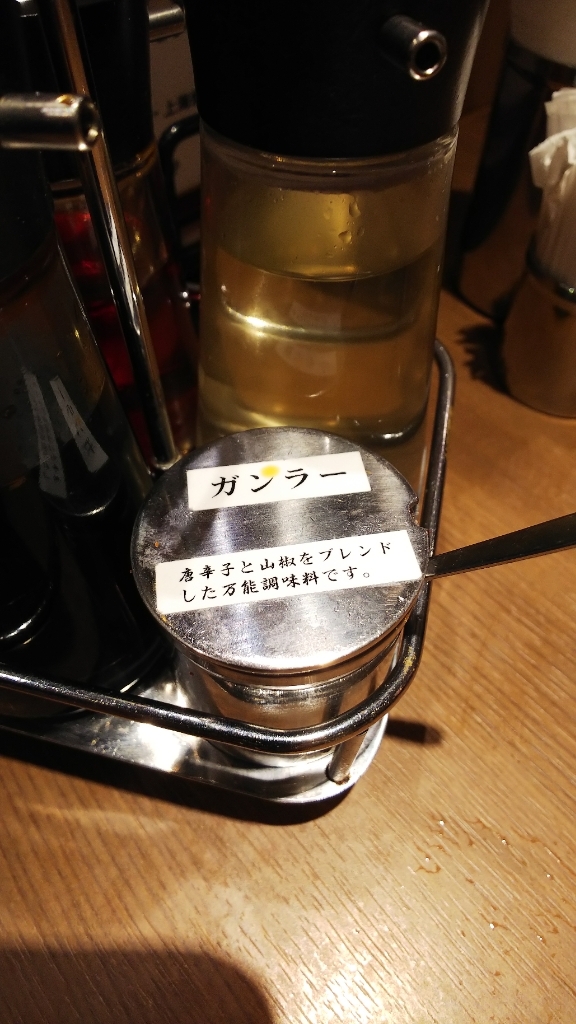 ガンラー
唐辛子と山椒をブレンド
した万能調味料です。